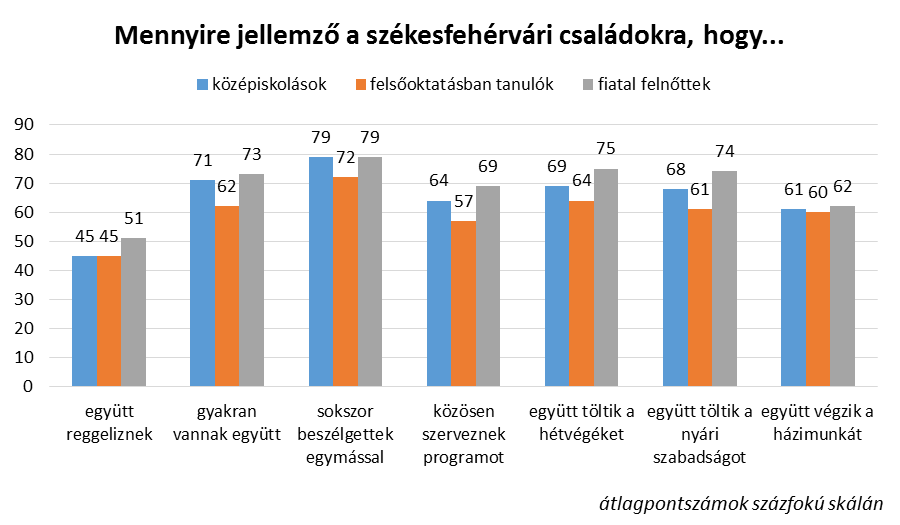 Mennyire jellemző a székesfehérvári családokra, hogy...
középiskolások felsőoktatásban tanulók fiatal felnőttek
90
80
70
60
50
40
30
20
10
0
45 45 51
71 62 73
79 72 79
64 57 69
69 64 75
68 61 74
61 60 62
együtt
reggeliznek
gyakran
vannak együtt
sokszor
beszélgettek
egymással
közösen
szerveznek
programot
együtt töltik a
hétvégéket
együtt töltik a
nyári
szabadságot
együtt végzik a
házimunkát
átlagpontszámok százfokú skálán